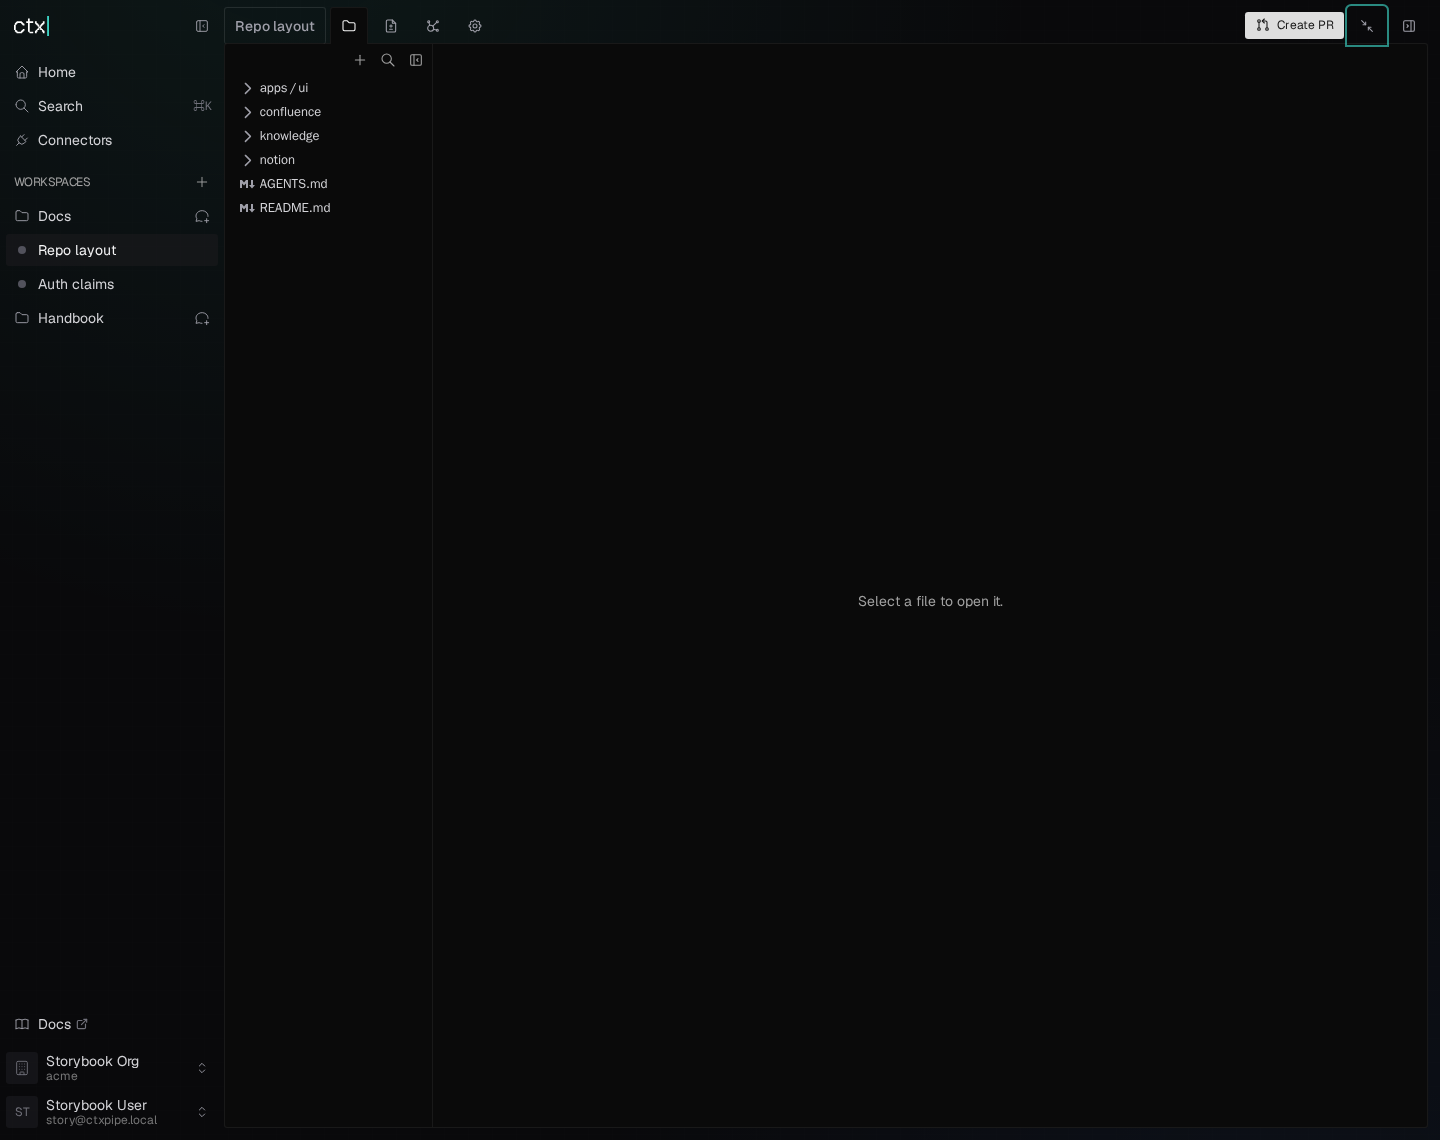 ctx
Home
Search ⌘K
Connectors
WORKSPACES
Docs
Repo layout
Auth claims
Handbook
Docs
Storybook Org
acme
ST
Storybook User
story@ctxpipe.local
Repo layout
Create PR
apps / ui
confluence
knowledge
notion
AGENTS.md
README.md
Select a file to open it.